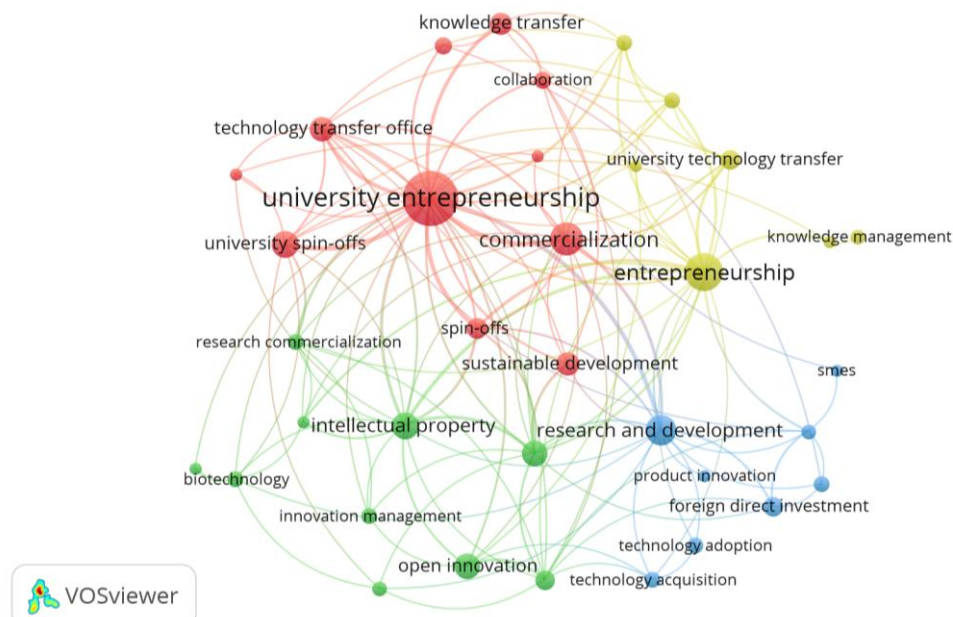 knowledge transfer
collaboration
technology transfer office
university technology transfer
university entrepreneurship
university spin-offs
commercialization
knowledge management
entrepreneurship
spin-offs
research commercialization
sustainable development
smes
intellectual property
research and development
biotechnology
product innovation
innovation management
foreign direct investment
technology adoption
open innovation
technology acquisition
VOSviewer